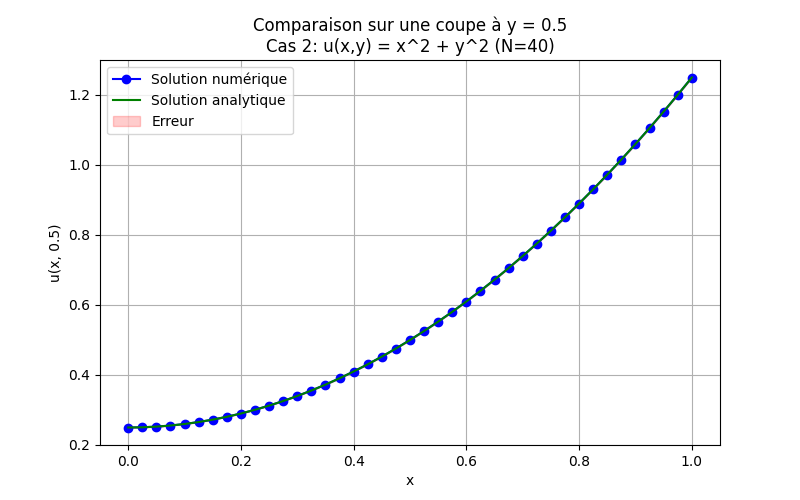 Comparaison sur une coupe à y = 0.5
Cas 2: u(x,y) = x^2 + y^2 (N=40)
Solution numérique
Solution analytique
Erreur
u(x, 0.5)
1.2
1.0
0.8
0.6
0.4
0.2
0.0
0.2
0.4
0.6
0.8
1.0
x